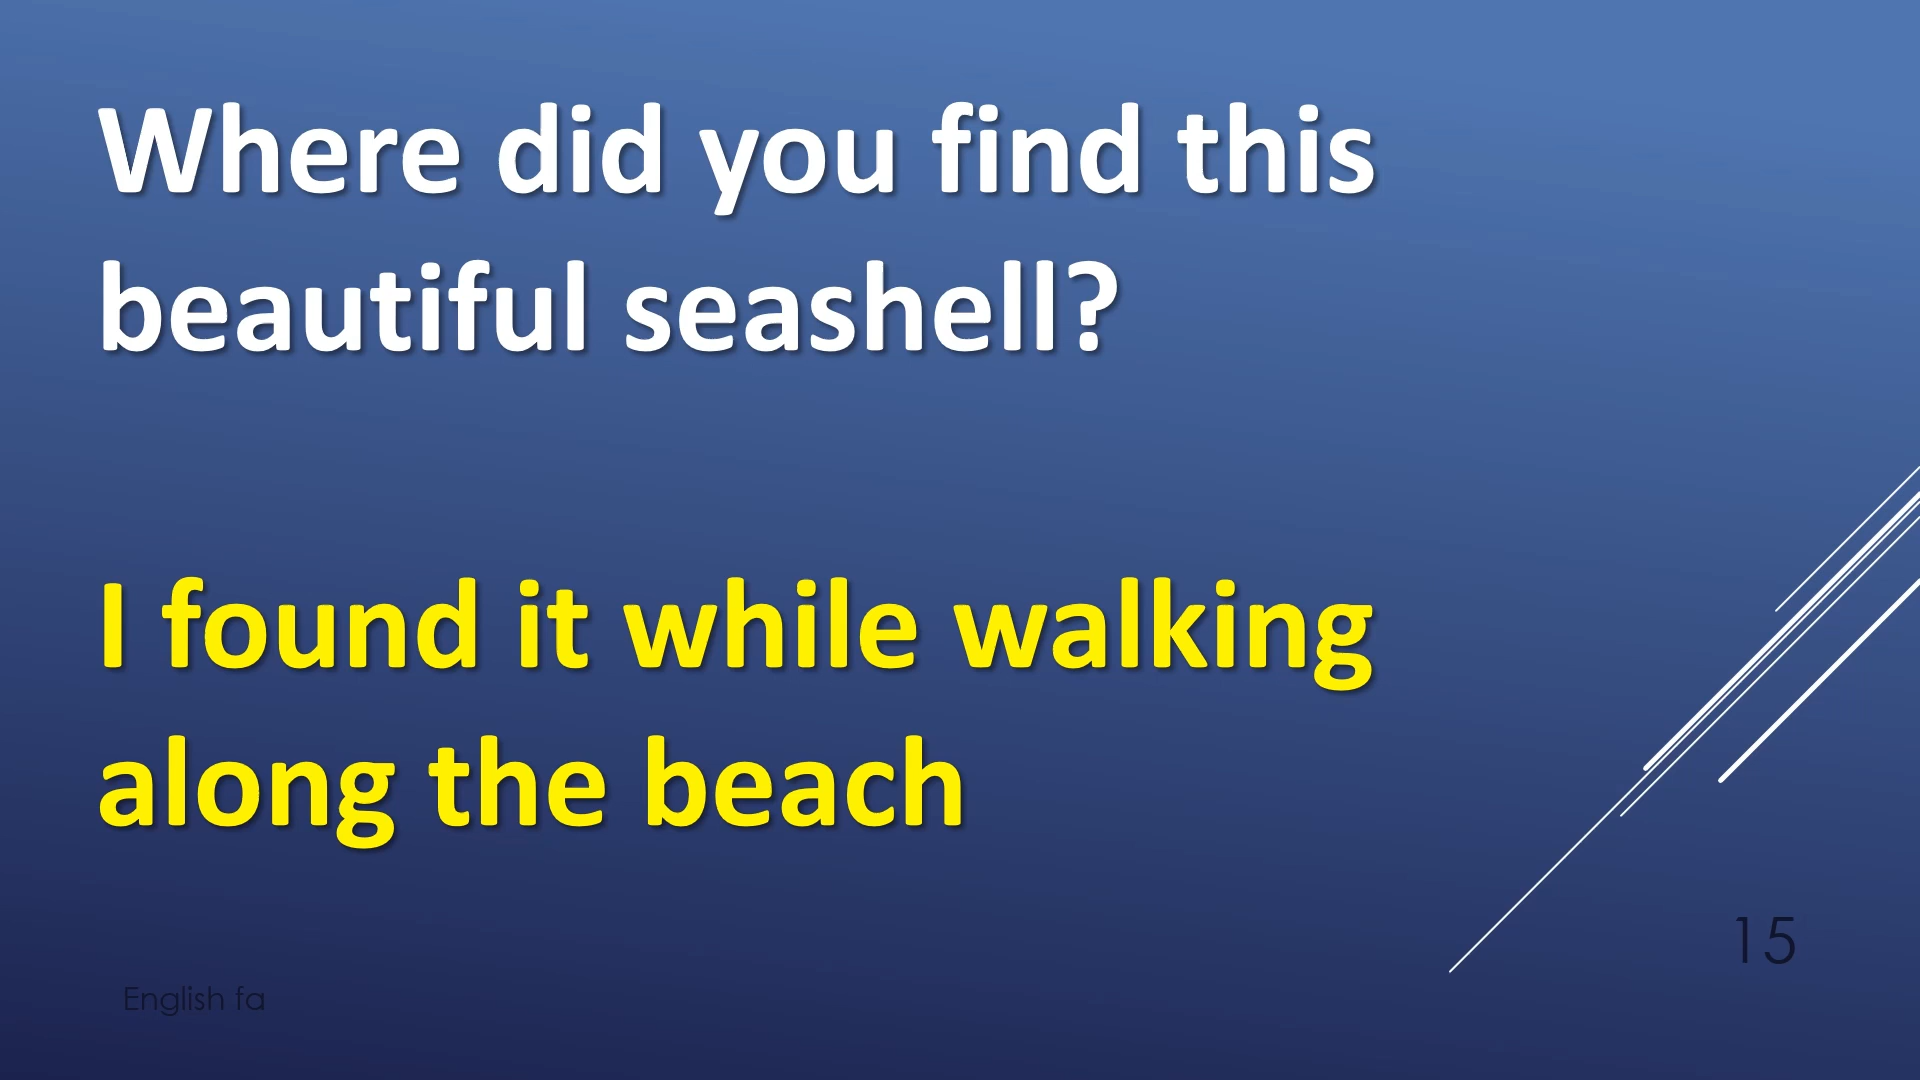 Where did you find this
beautiful seashell?
I found it while walking
along the beach
15
English fa